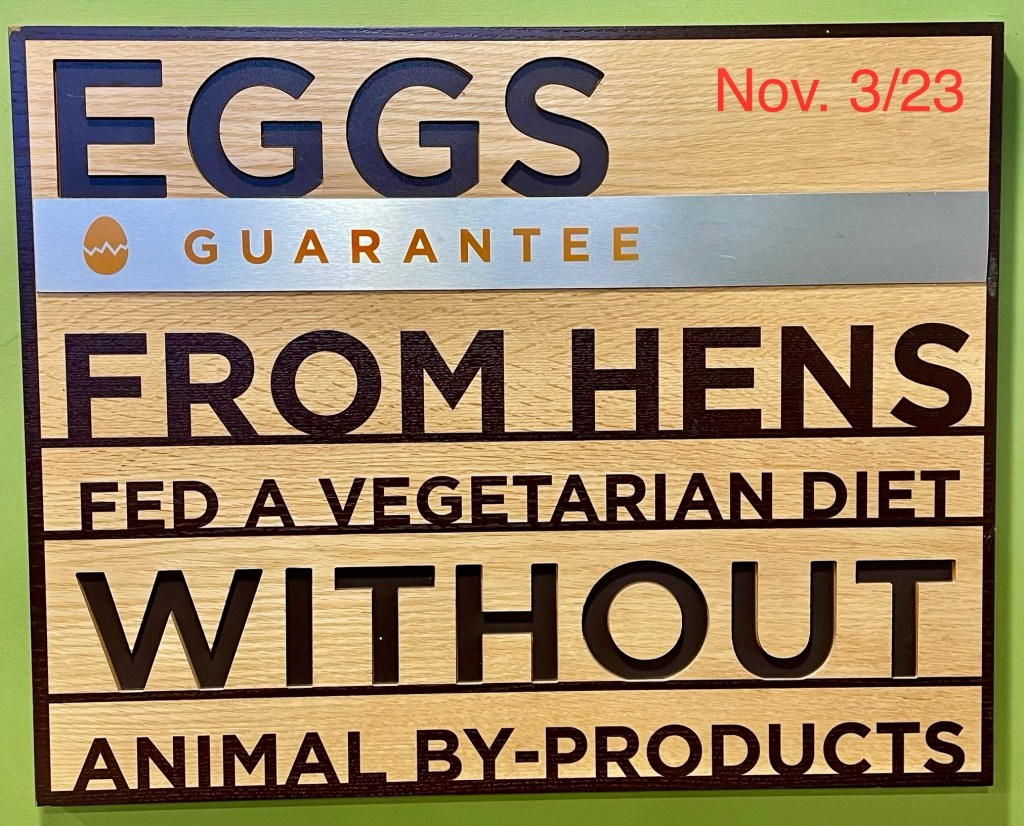 EGGS
Nov. 3/23
GUARANTEE
FROM HENS
FED A VEGETARIAN DIET
WITHOUT
ANIMAL BY-PRODUCTS